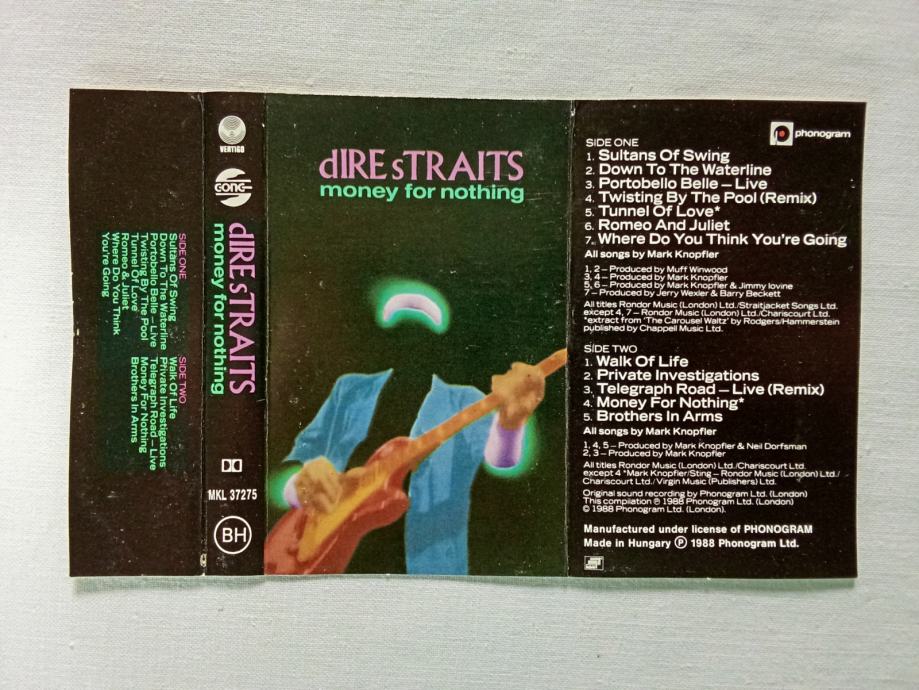 SIDE ONE
Sultans Of Swing
Down To The Waterline
Portobello Belle – Live
Twisting By The Pool
Tunnel Of Love
Romeo & Juliet
Where Do You Think
You're Going
SIDE TWO
Walk Of Life
Private Investigations
Telegraph Road – Live
Money For Nothing
Brothers In Arms
VERTIGO
GONG
dIRE sTRAITS
money for nothing
MKL 37275
BH
dIRE sTRAITS
money for nothing
phonogram
SIDE ONE
1. Sultans Of Swing
2. Down To The Waterline
3. Portobello Belle – Live
4. Twisting By The Pool (Remix)
5. Tunnel Of Love*
6. Romeo And Juliet
7. Where Do You Think You're Going
All songs by Mark Knopfler
1, 2 – Produced by Muff Winwood
3, 4 – Produced by Mark Knopfler
5, 6 – Produced by Mark Knopfler & Jimmy Iovine
7 – Produced by Jerry Wexler & Barry Beckett
All titles Rondor Music (London) Ltd./Straitjacket Songs Ltd.
except 4, 7 – Rondor Music (London) Ltd./Chariscourt Ltd.
*extract from 'The Carousel Waltz' by Rodgers/Hammerstein
published by Chappell Music Ltd.
SIDE TWO
1. Walk Of Life
2. Private Investigations
3. Telegraph Road – Live (Remix)
4. Money For Nothing*
5. Brothers In Arms
All songs by Mark Knopfler
1, 4, 5 – Produced by Mark Knopfler & Neil Dorfsman
2, 3 – Produced by Mark Knopfler
All titles Rondor Music (London) Ltd./Chariscourt Ltd.
except 4 *Mark Knopfler/Sting – Rondor Music (London) Ltd./
Chariscourt Ltd./Virgin Music (Publishers) Ltd.
Original sound recording by Phonogram Ltd. (London)
This compilation ℗ 1988 Phonogram Ltd. (London)
© 1988 Phonogram Ltd. (London).
Manufactured under license of PHONOGRAM
Made in Hungary ℗ 1988 Phonogram Ltd.